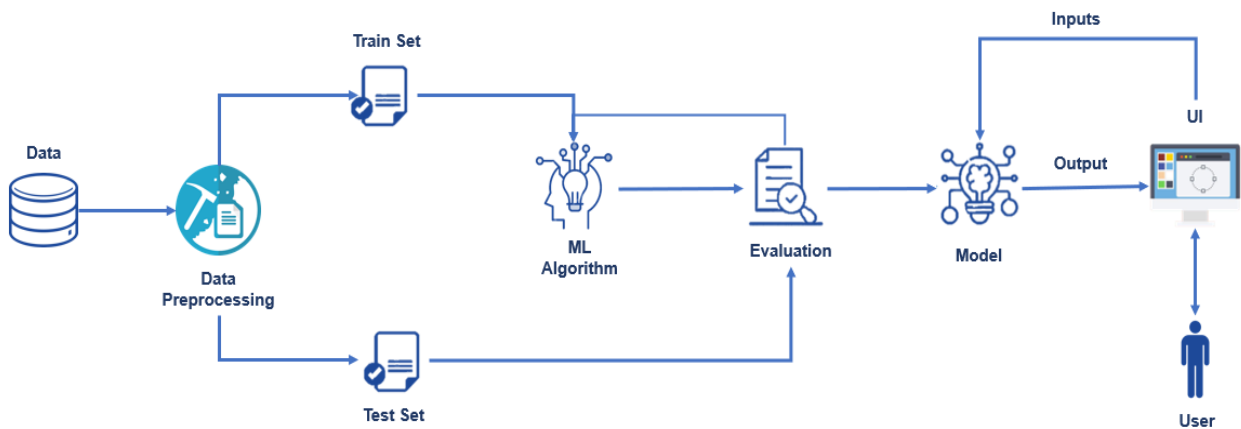 Data
Data
Preprocessing
Train Set
Test Set
ML
Algorithm
Evaluation
Model
Inputs
Output
UI
User